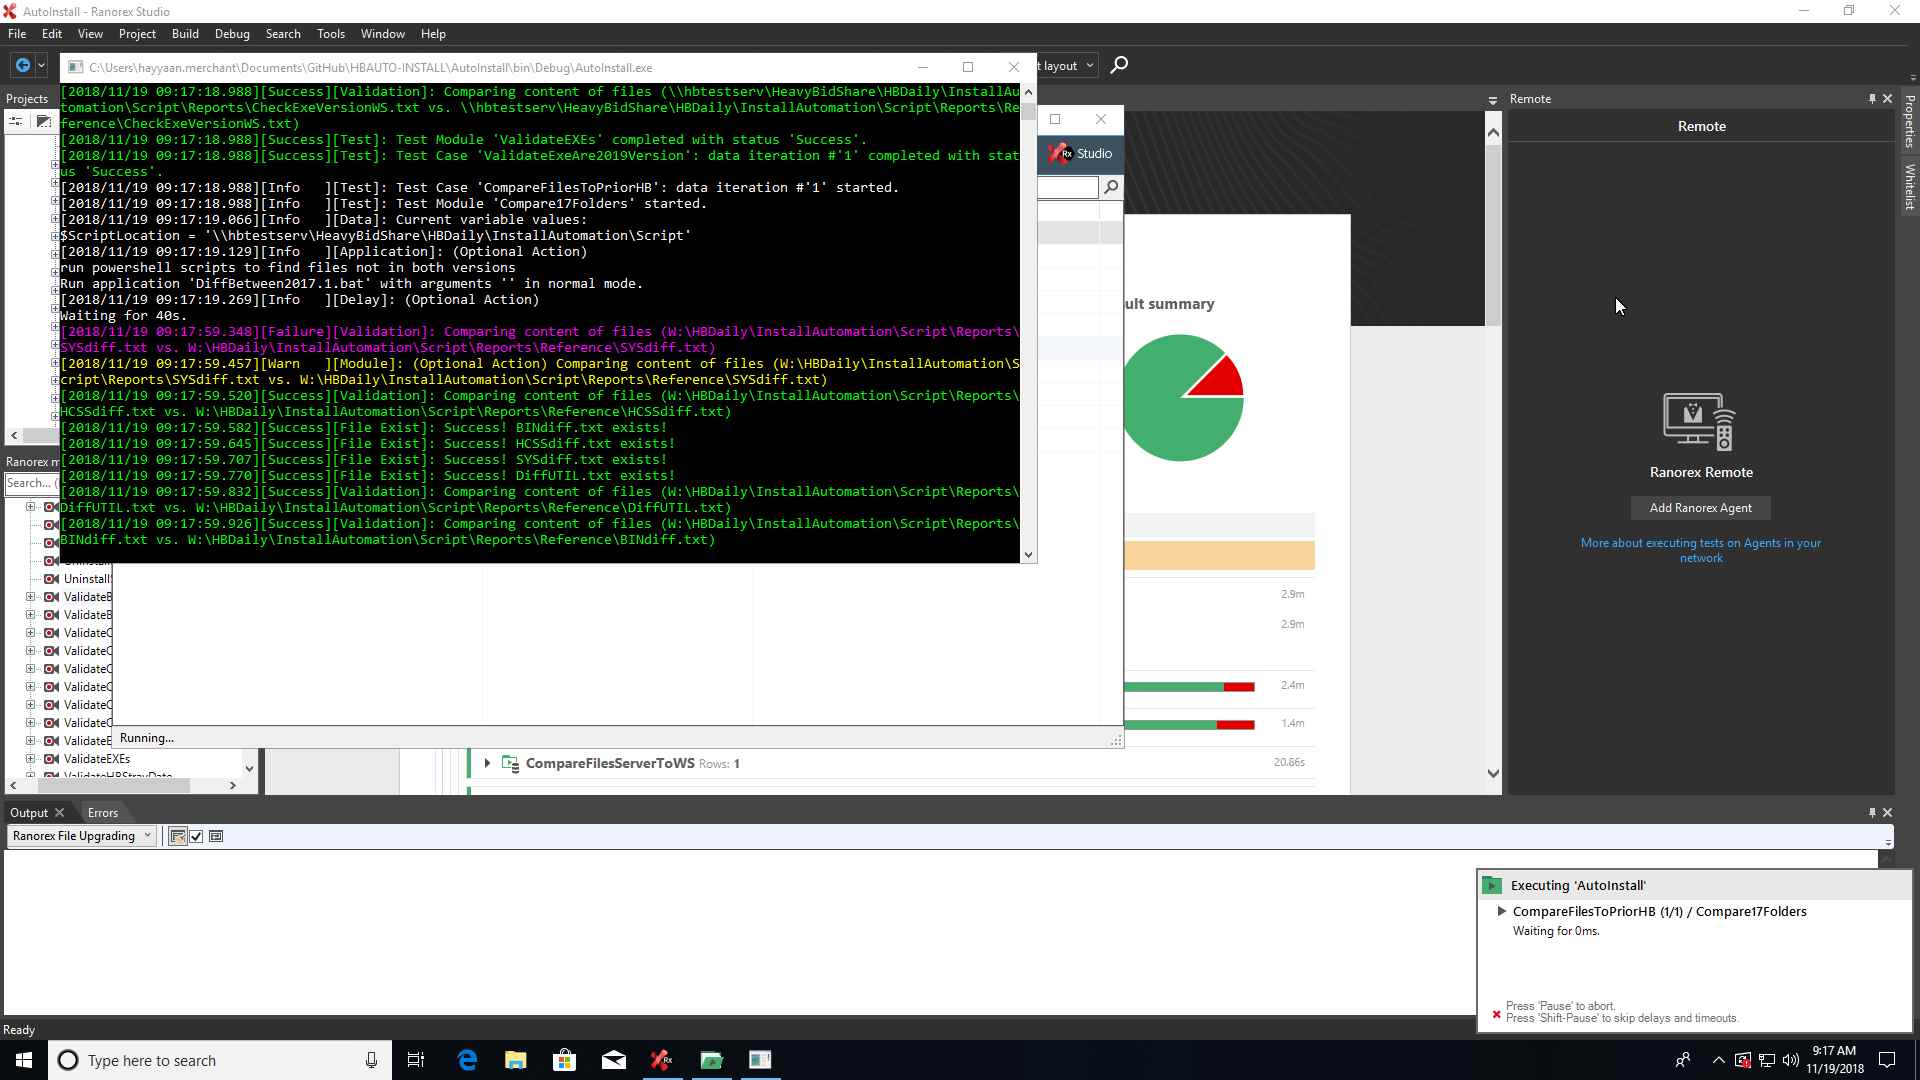 AutoInstall - Ranorex Studio
File Edit View Project Build Debug Search Tools Window Help
C:\Users\hayyaan.merchant\Documents\GitHub\HBAUTO-INSTALL\AutoInstall\bin\Debug\AutoInstall.exe
t layout
Projects
[2018/11/19 09:17:18.988][Success][Validation]: Comparing content of files (\\hbtestserv\HeavyBidShare\HBDaily\InstallAu
tomation\Script\Reports\CheckExeVersionWS.txt vs. \\hbtestserv\HeavyBidShare\HBDaily\InstallAutomation\Script\Reports\Re
ference\CheckExeVersionWS.txt)
[2018/11/19 09:17:18.988][Success][Test]: Test Module 'ValidateEXEs' completed with status 'Success'.
[2018/11/19 09:17:18.988][Success][Test]: Test Case 'ValidateExeAre2019Version': data iteration #'1' completed with stat
us 'Success'.
[2018/11/19 09:17:18.988][Info   ][Test]: Test Case 'CompareFilesToPriorHB': data iteration #'1' started.
[2018/11/19 09:17:18.988][Info   ][Test]: Test Module 'Compare17Folders' started.
[2018/11/19 09:17:19.066][Info   ][Data]: Current variable values:
$ScriptLocation = '\\hbtestserv\HeavyBidShare\HBDaily\InstallAutomation\Script'
[2018/11/19 09:17:19.129][Info   ][Application]: (Optional Action)
run powershell scripts to find files not in both versions
Run application 'DiffBetween2017.1.bat' with arguments '' in normal mode.
[2018/11/19 09:17:19.269][Info   ][Delay]: (Optional Action)
Waiting for 40s.
[2018/11/19 09:17:59.348][Failure][Validation]: Comparing content of files (W:\HBDaily\InstallAutomation\Script\Reports\
SYSdiff.txt vs. W:\HBDaily\InstallAutomation\Script\Reports\Reference\SYSdiff.txt)
[2018/11/19 09:17:59.457][Warn   ][Module]: (Optional Action) Comparing content of files (W:\HBDaily\InstallAutomation\S
cript\Reports\SYSdiff.txt vs. W:\HBDaily\InstallAutomation\Script\Reports\Reference\SYSdiff.txt)
[2018/11/19 09:17:59.520][Success][Validation]: Comparing content of files (W:\HBDaily\InstallAutomation\Script\Reports\
HCSSdiff.txt vs. W:\HBDaily\InstallAutomation\Script\Reports\Reference\HCSSdiff.txt)
[2018/11/19 09:17:59.582][Success][File Exist]: Success! BINdiff.txt exists!
[2018/11/19 09:17:59.645][Success][File Exist]: Success! HCSSdiff.txt exists!
[2018/11/19 09:17:59.707][Success][File Exist]: Success! SYSdiff.txt exists!
[2018/11/19 09:17:59.770][Success][File Exist]: Success! DiffUTIL.txt exists!
[2018/11/19 09:17:59.832][Success][Validation]: Comparing content of files (W:\HBDaily\InstallAutomation\Script\Reports\
DiffUTIL.txt vs. W:\HBDaily\InstallAutomation\Script\Reports\Reference\DiffUTIL.txt)
[2018/11/19 09:17:59.926][Success][Validation]: Comparing content of files (W:\HBDaily\InstallAutomation\Script\Reports\
BINdiff.txt vs. W:\HBDaily\InstallAutomation\Script\Reports\Reference\BINdiff.txt)
Rx Studio
ult summary
2.9m
2.9m
2.4m
1.4m
CompareFilesServerToWS Rows: 1
20.86s
Remote
Remote
Ranorex Remote
Add Ranorex Agent
More about executing tests on Agents in your
network
Properties
Whitelist
Ranorex m
Search... (
Uninstall
ValidateB
ValidateB
ValidateC
ValidateC
ValidateC
ValidateC
ValidateC
ValidateC
ValidateE
ValidateEXEs
ValidateHBStrayDate
Running...
Output Errors
Ranorex File Upgrading
Executing 'AutoInstall'
CompareFilesToPriorHB (1/1) / Compare17Folders
Waiting for 0ms.
Press 'Pause' to abort.
Press 'Shift-Pause' to skip delays and timeouts.
Ready
Type here to search
9:17 AM
11/19/2018